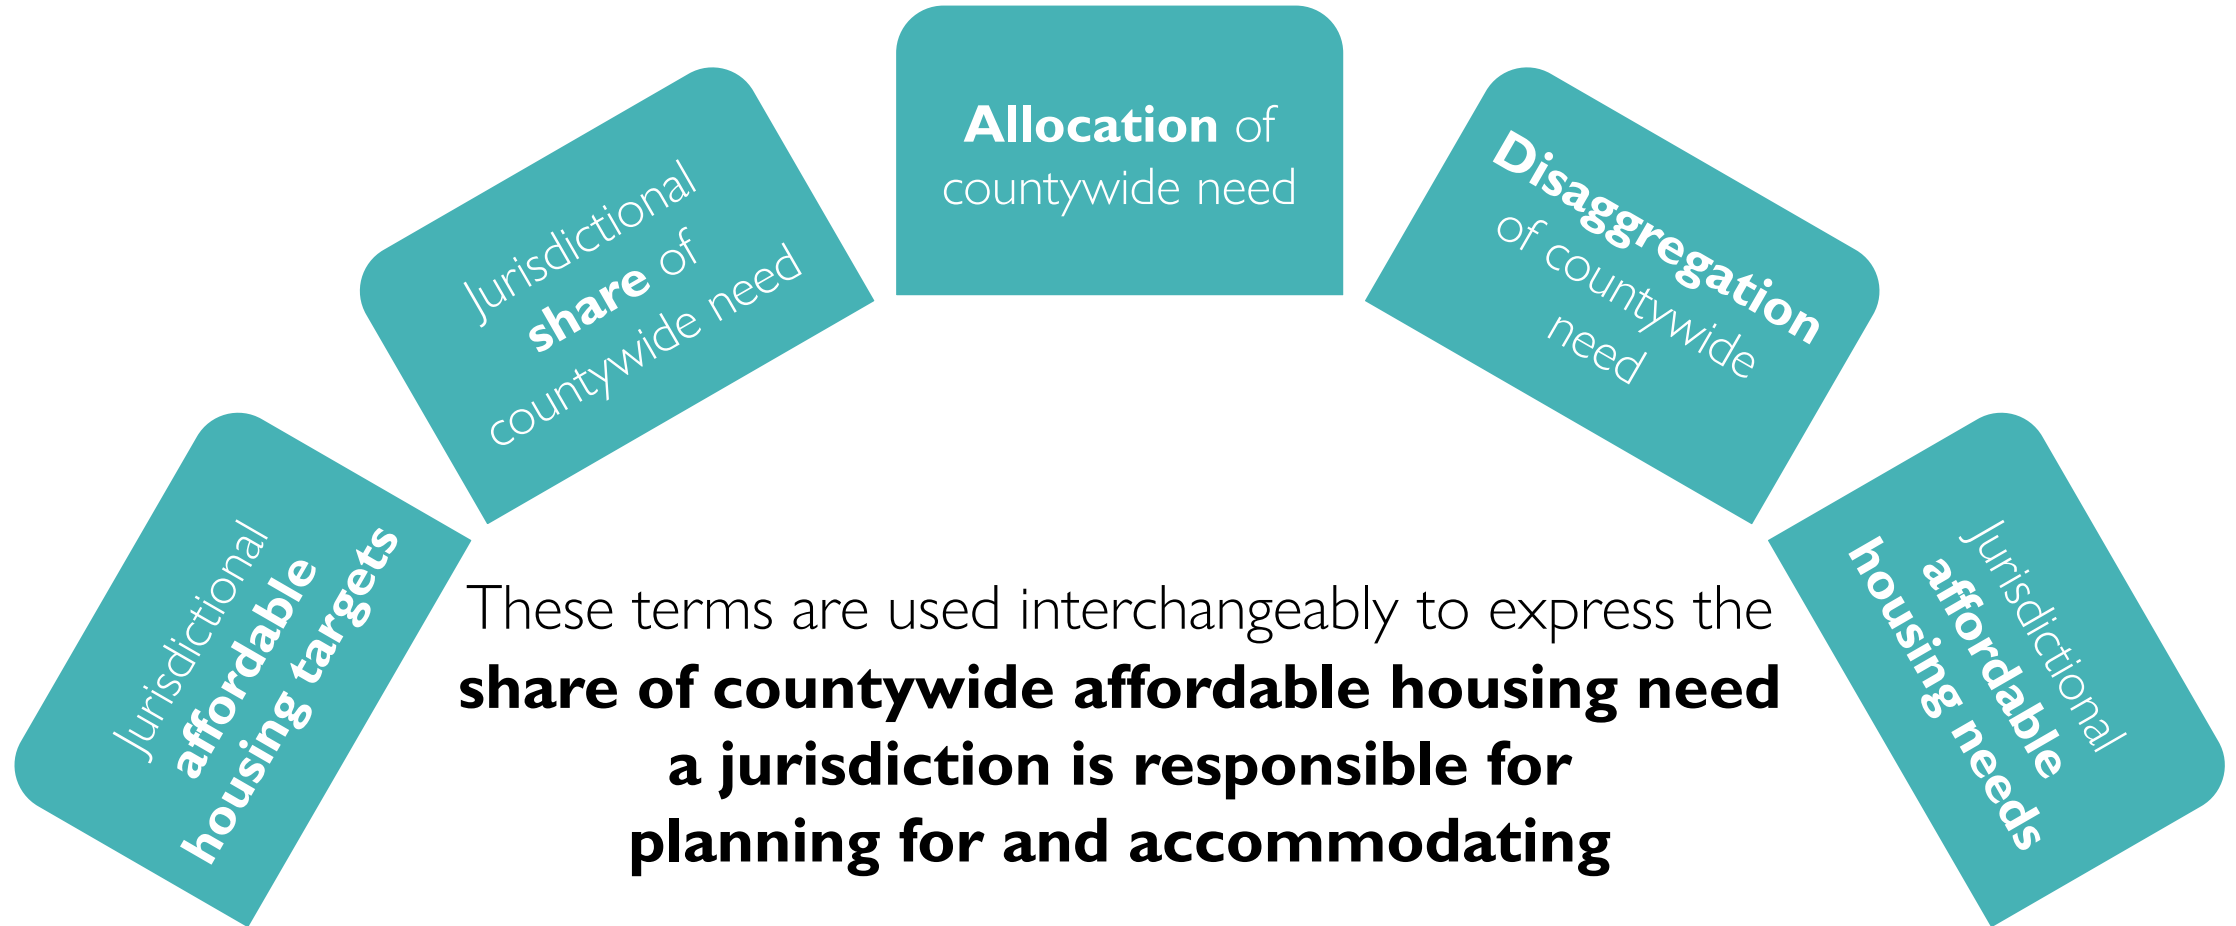 Jurisdictional
affordable
housing targets
Jurisdictional
share of
countywide need
Allocation of
countywide need
Disaggregation
of countywide
need
Jurisdictional
affordable
housing needs
These terms are used interchangeably to express the
share of countywide affordable housing need
a jurisdiction is responsible for
planning for and accommodating